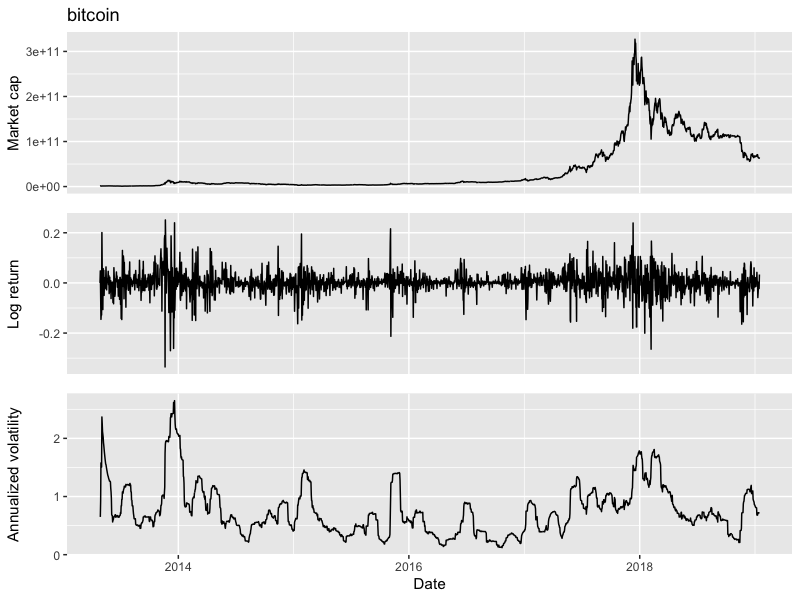 bitcoin
Market cap
3e+11
2e+11
1e+11
0e+00
Log return
0.2
0.0
-0.2
Annualized volatility
2
1
0
2014
2016
2018
Date